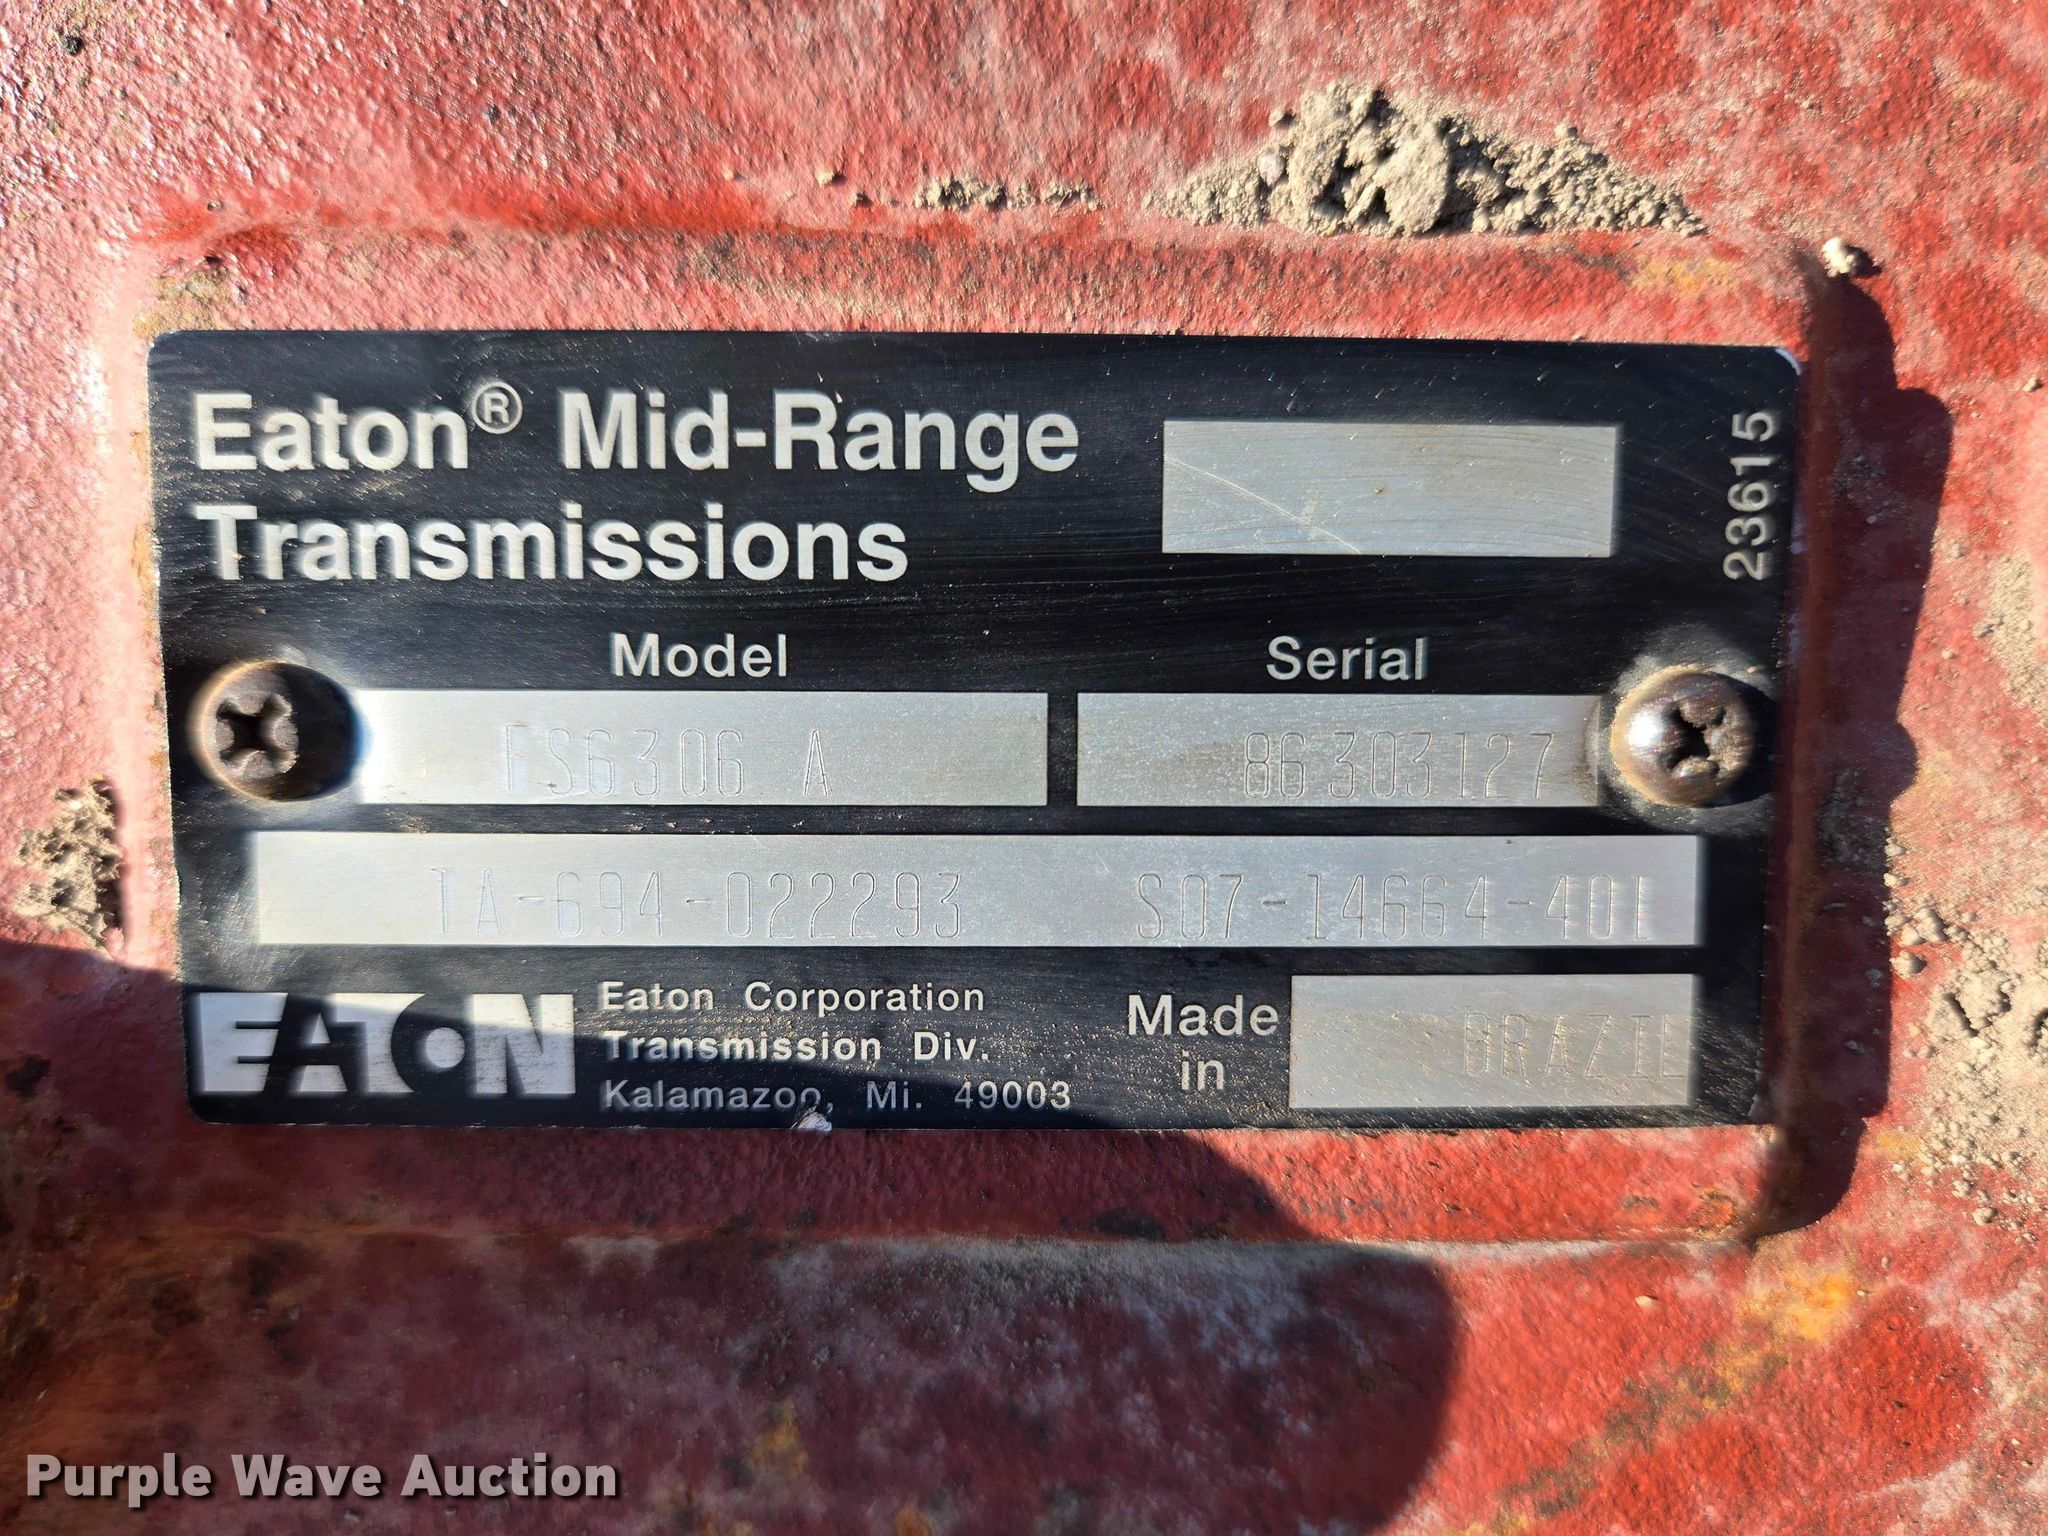 Eaton® Mid-Range
Transmissions
23615
Model
Serial
FS6306 A
86303127
TA-694-022293 S07-14664-401
EATON
Eaton Corporation
Transmission Div.
Kalamazoo, Mi. 49003
Made
in
BRAZIL
Purple Wave Auction